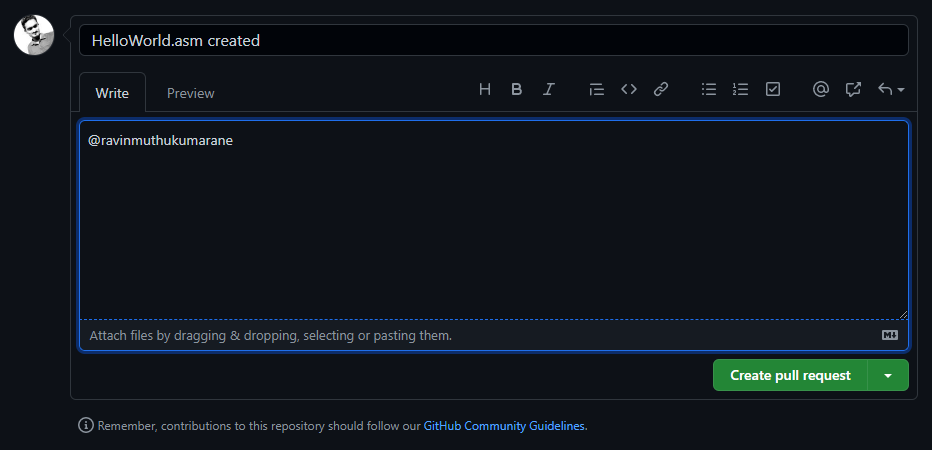 HelloWorld.asm created
Write Preview
@ravinmuthukumarane
Attach files by dragging & dropping, selecting or pasting them.
Create pull request
Remember, contributions to this repository should follow our GitHub Community Guidelines.